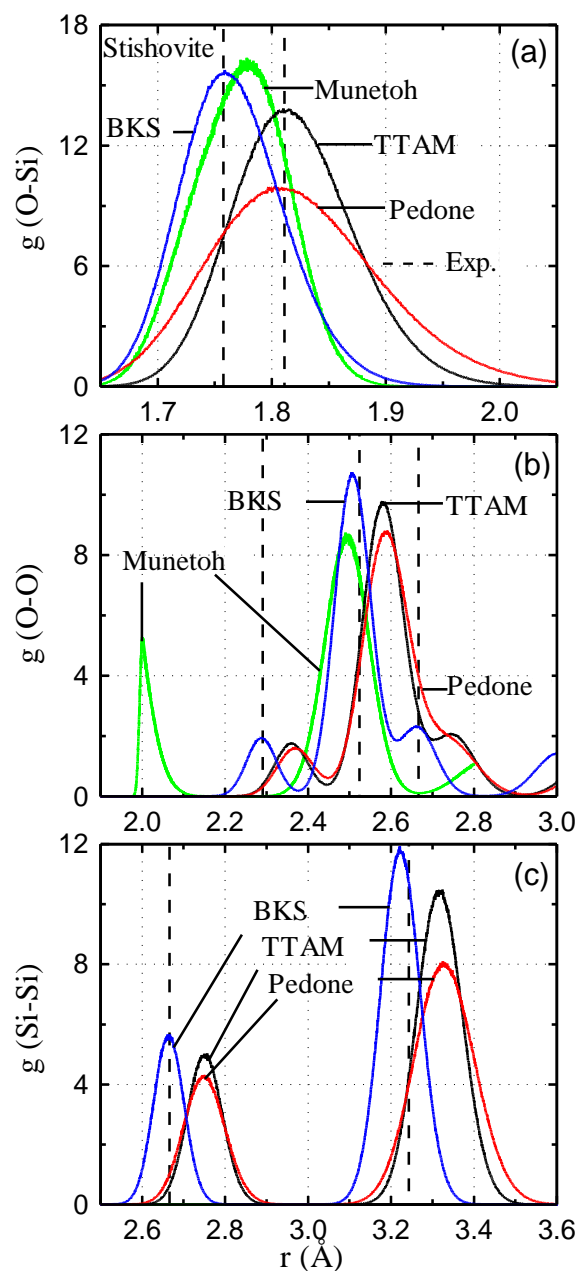 18
Stishovite
(a)
Munetoh
BKS
12
TTAM
g (O-Si)
Pedone
6
Exp.
0
1.7 1.8 1.9 2.0
12
(b)
BKS
TTAM
8
Munetoh
g (O-O)
4
Pedone
0
2.0 2.2 2.4 2.6 2.8 3.0
12
(c)
BKS
TTAM
8
Pedone
g (Si-Si)
4
0
2.6 2.8 3.0 3.2 3.4 3.6
r (Å)